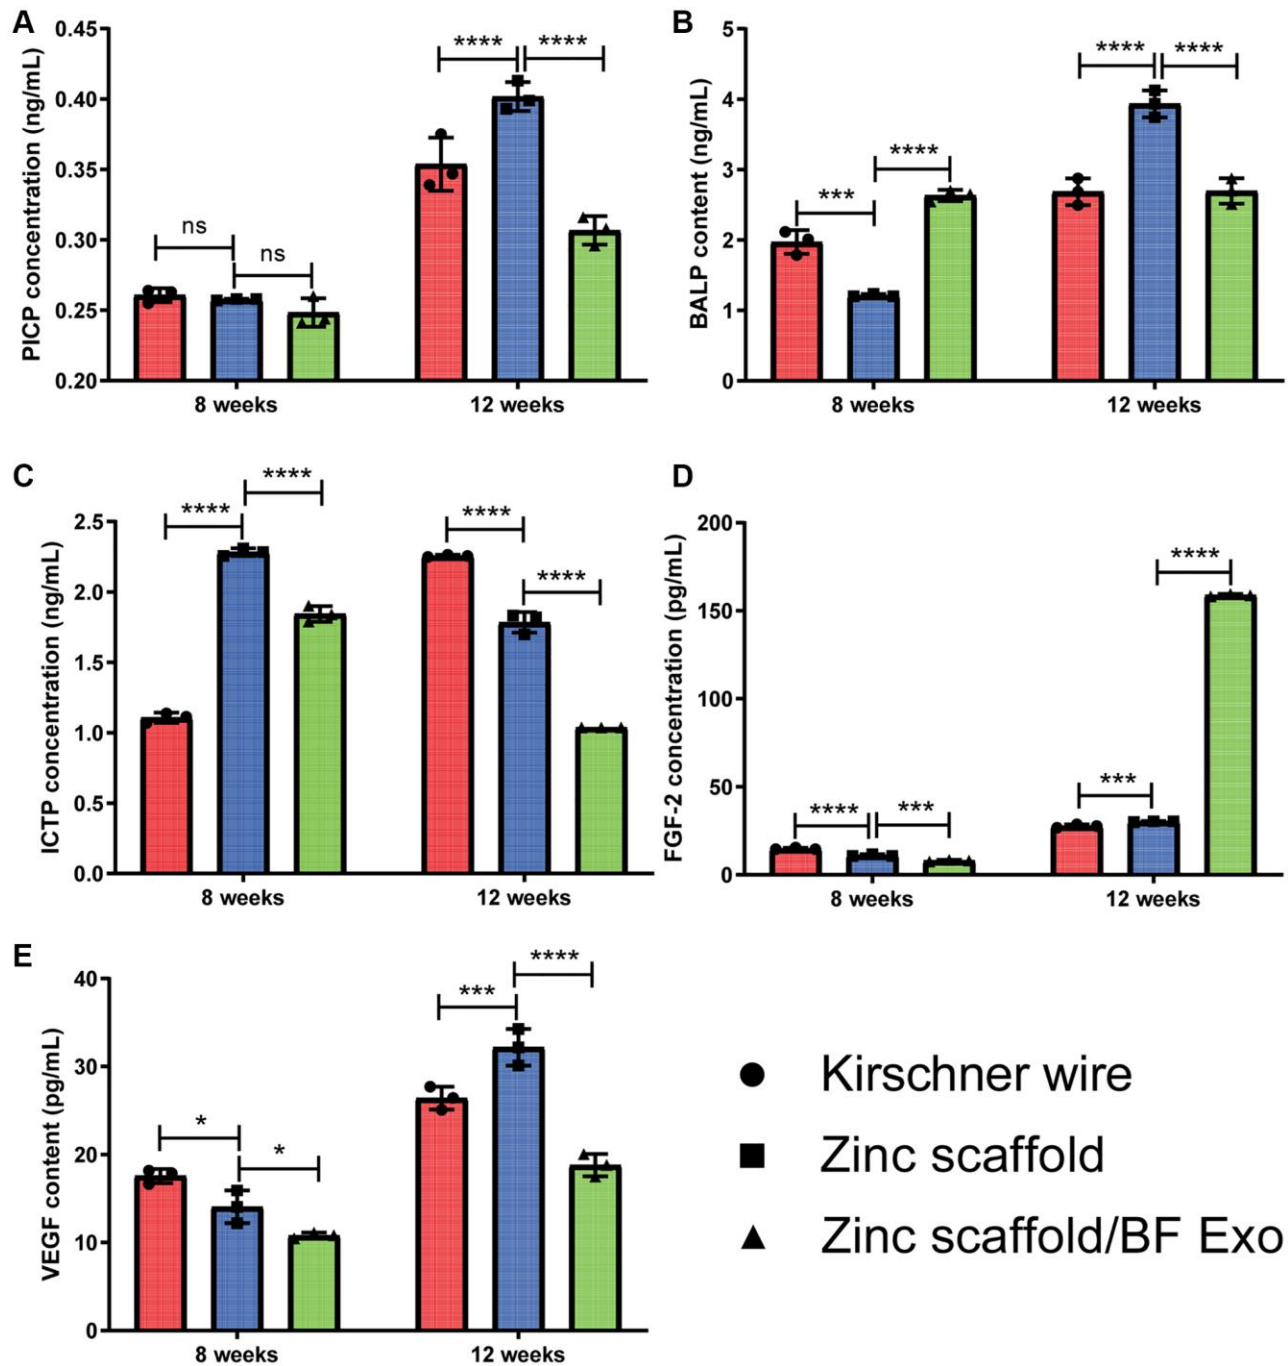 A
PICP concentration (ng/mL)
0.45
0.40
0.35
0.30
0.25
0.20
ns
ns
****
****
8 weeks
12 weeks
B
BALP content (ng/mL)
5
4
3
2
1
0
***
****
****
****
8 weeks
12 weeks
C
ICTP concentration (ng/mL)
2.5
2.0
1.5
1.0
0.5
0.0
****
****
****
****
8 weeks
12 weeks
D
FGF-2 concentration (pg/mL)
200
150
100
50
0
****
***
***
****
8 weeks
12 weeks
E
VEGF content (pg/mL)
40
30
20
10
0
*
*
***
****
8 weeks
12 weeks
Kirschner wire
Zinc scaffold
Zinc scaffold/BF Exo